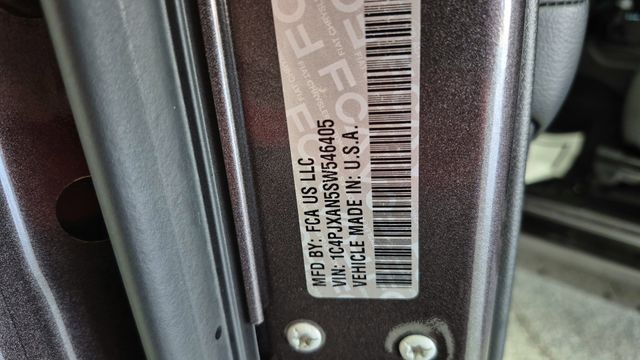 MFD BY: FCA US LLC
VIN: 1C4PJXAN5SW546405
VEHICLE MADE IN: U.S.A.